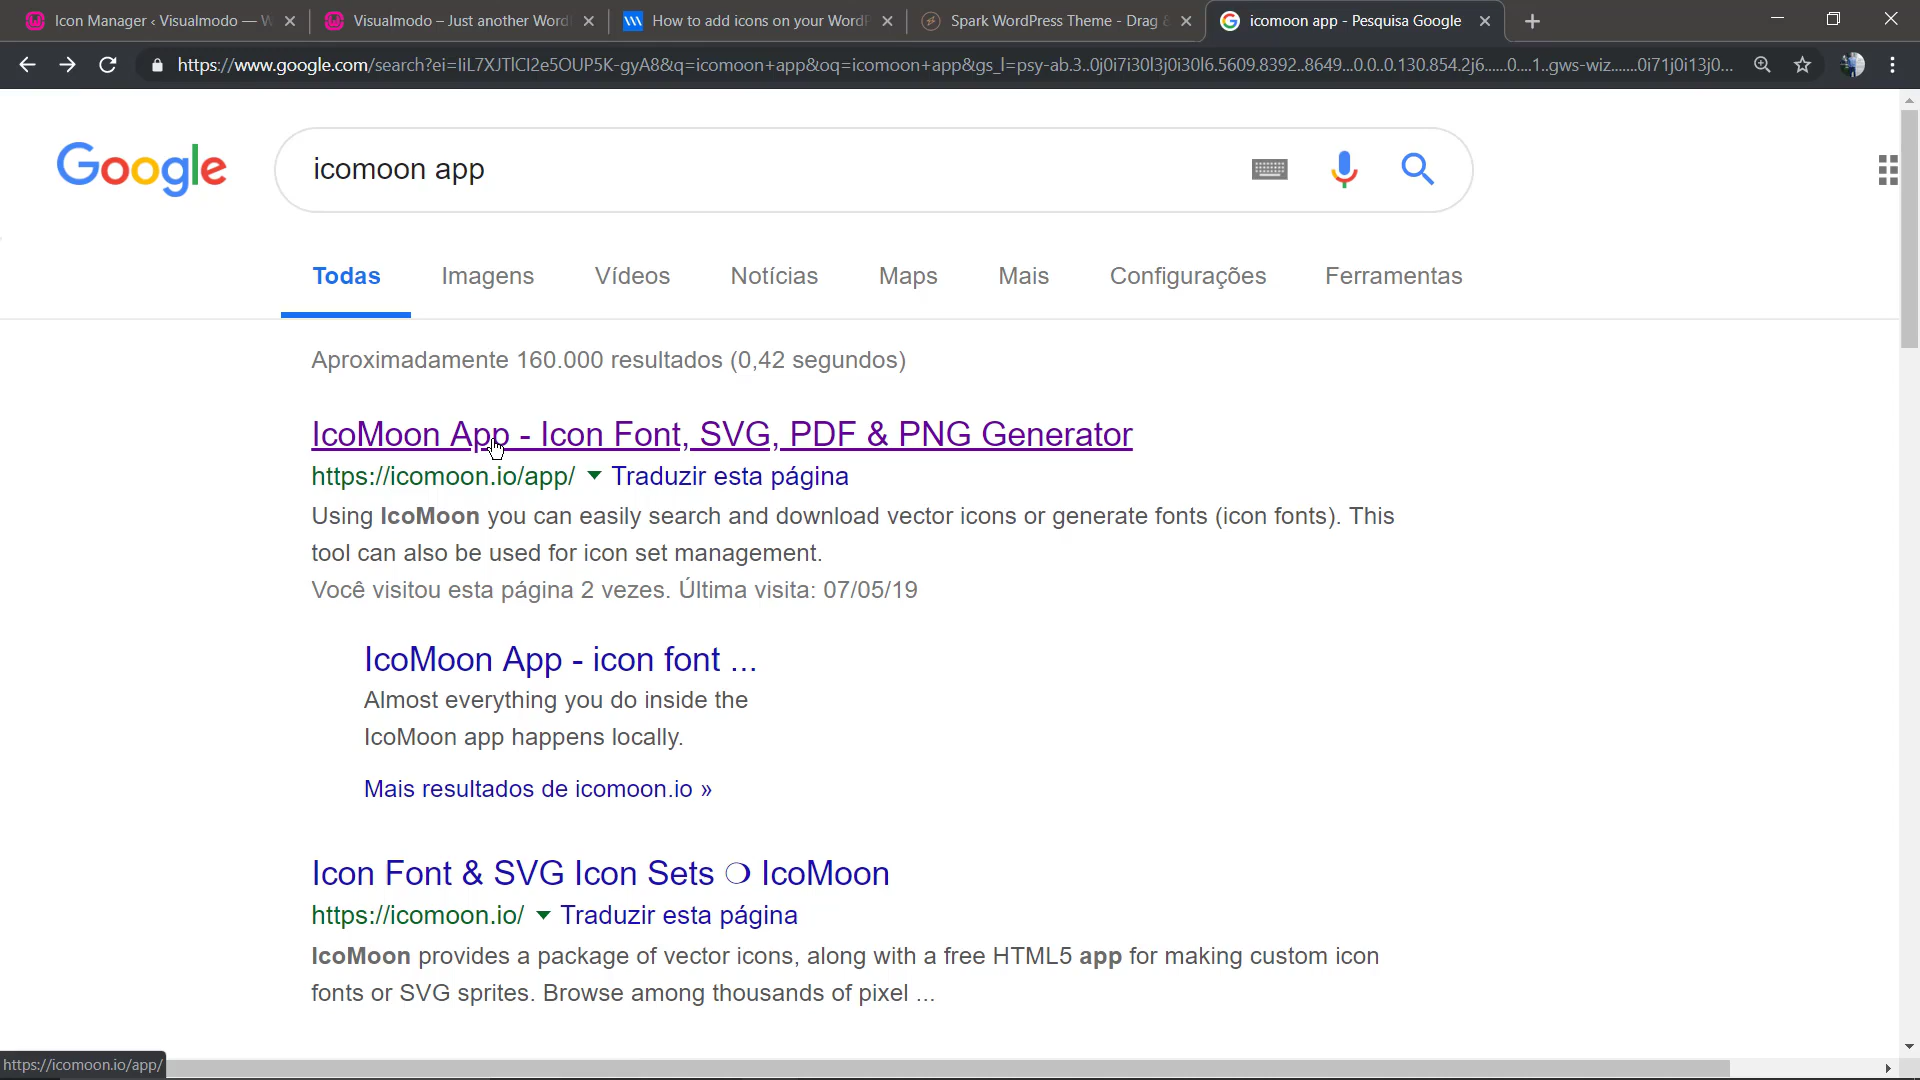 Icon Manager ‹ Visualmodo — W
Visualmodo – Just another Word
How to add icons on your WordP
Spark WordPress Theme - Drag &
icomoon app - Pesquisa Google
https://www.google.com/search?ei=IiL7XJTlCI2e5OUP5K-gyA8&q=icomoon+app&oq=icomoon+app&gs_l=psy-ab.3..0j0i7i30l3j0i30l6.5609.8392..8649...0.0..0.130.854.2j6......0....1..gws-wiz.......0i71j0i13j0...
Google
icomoon app
Todas
Imagens
Vídeos
Notícias
Maps
Mais
Configurações
Ferramentas
Aproximadamente 160.000 resultados (0,42 segundos)
IcoMoon App - Icon Font, SVG, PDF & PNG Generator
https://icomoon.io/app/ Traduzir esta página
Using IcoMoon you can easily search and download vector icons or generate fonts (icon fonts). This
tool can also be used for icon set management.
Você visitou esta página 2 vezes. Última visita: 07/05/19
IcoMoon App - icon font ...
Almost everything you do inside the
IcoMoon app happens locally.
Mais resultados de icomoon.io »
Icon Font & SVG Icon Sets ❍ IcoMoon
https://icomoon.io/ Traduzir esta página
IcoMoon provides a package of vector icons, along with a free HTML5 app for making custom icon
fonts or SVG sprites. Browse among thousands of pixel ...
https://icomoon.io/app/